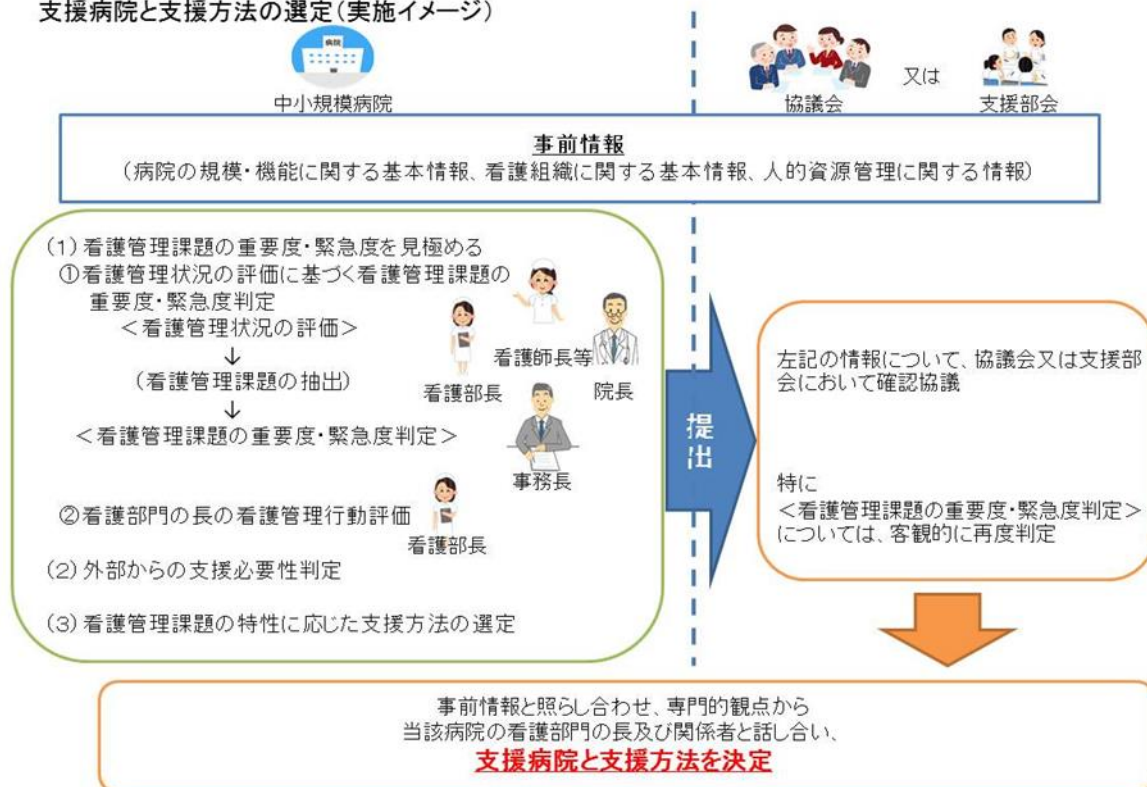 支援病院と支援方法の選定(実施イメージ)
病院
中小規模病院
協議会
又は
支援部会
事前情報
(病院の規模・機能に関する基本情報、看護組織に関する基本情報、人的資源管理に関する情報)
(1)看護管理課題の重要度・緊急度を見極める
①看護管理状況の評価に基づく看護管理課題の
重要度・緊急度判定
<看護管理状況の評価>
↓
(看護管理課題の抽出)
↓
<看護管理課題の重要度・緊急度判定>
看護師長等
看護部長
院長
事務長
②看護部門の長の看護管理行動評価
看護部長
(2)外部からの支援必要性判定
(3)看護管理課題の特性に応じた支援方法の選定
提出
左記の情報について、協議会又は支援部
会において確認協議
特に
<看護管理課題の重要度・緊急度判定>
については、客観的に再度判定
事前情報と照らし合わせ、専門的観点から
当該病院の看護部門の長及び関係者と話し合い、
支援病院と支援方法を決定